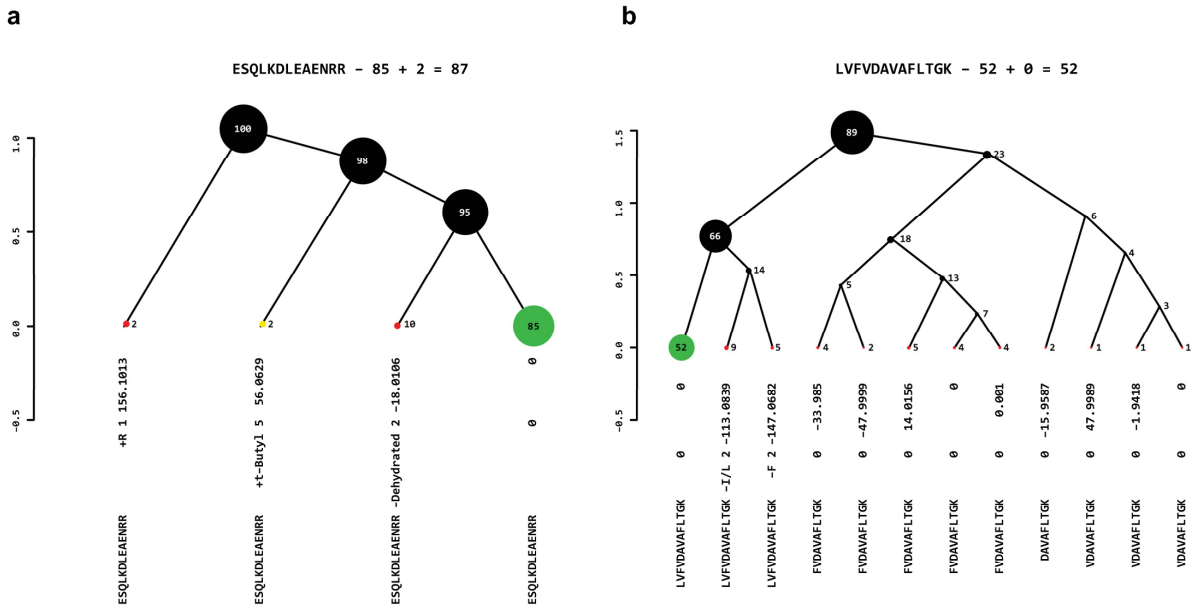 a
ESQLKDLEAENRR – 85 + 2 = 87
1.0
0.5
0.0
-0.5
100
98
95
2
2
10
85
ESQLKDLEAENRR +R 1 156.1013
ESQLKDLEAENRR +t-Butyl 5 56.0629
ESQLKDLEAENRR -Dehydrated 2 -18.0106
ESQLKDLEAENRR 0 0
b
LVFVDAVAFLTGK – 52 + 0 = 52
1.5
1.0
0.5
0.0
-0.5
89
23
66
18
6
14
13
4
5
7
3
52
9
5
4
2
5
4
4
2
1
1
1
LVFVDAVAFLTGK 0 0
LVFVDAVAFLTGK -I/L 2 -113.0839
LVFVDAVAFLTGK -F 2 -147.0682
FVDAVAFLTGK 0 -33.985
FVDAVAFLTGK 0 -47.9999
FVDAVAFLTGK 0 14.0156
FVDAVAFLTGK 0 0
FVDAVAFLTGK 0 0.001
DAVAFLTGK 0 -15.9587
VDAVAFLTGK 0 47.9989
VDAVAFLTGK 0 -1.9418
VDAVAFLTGK 0 0